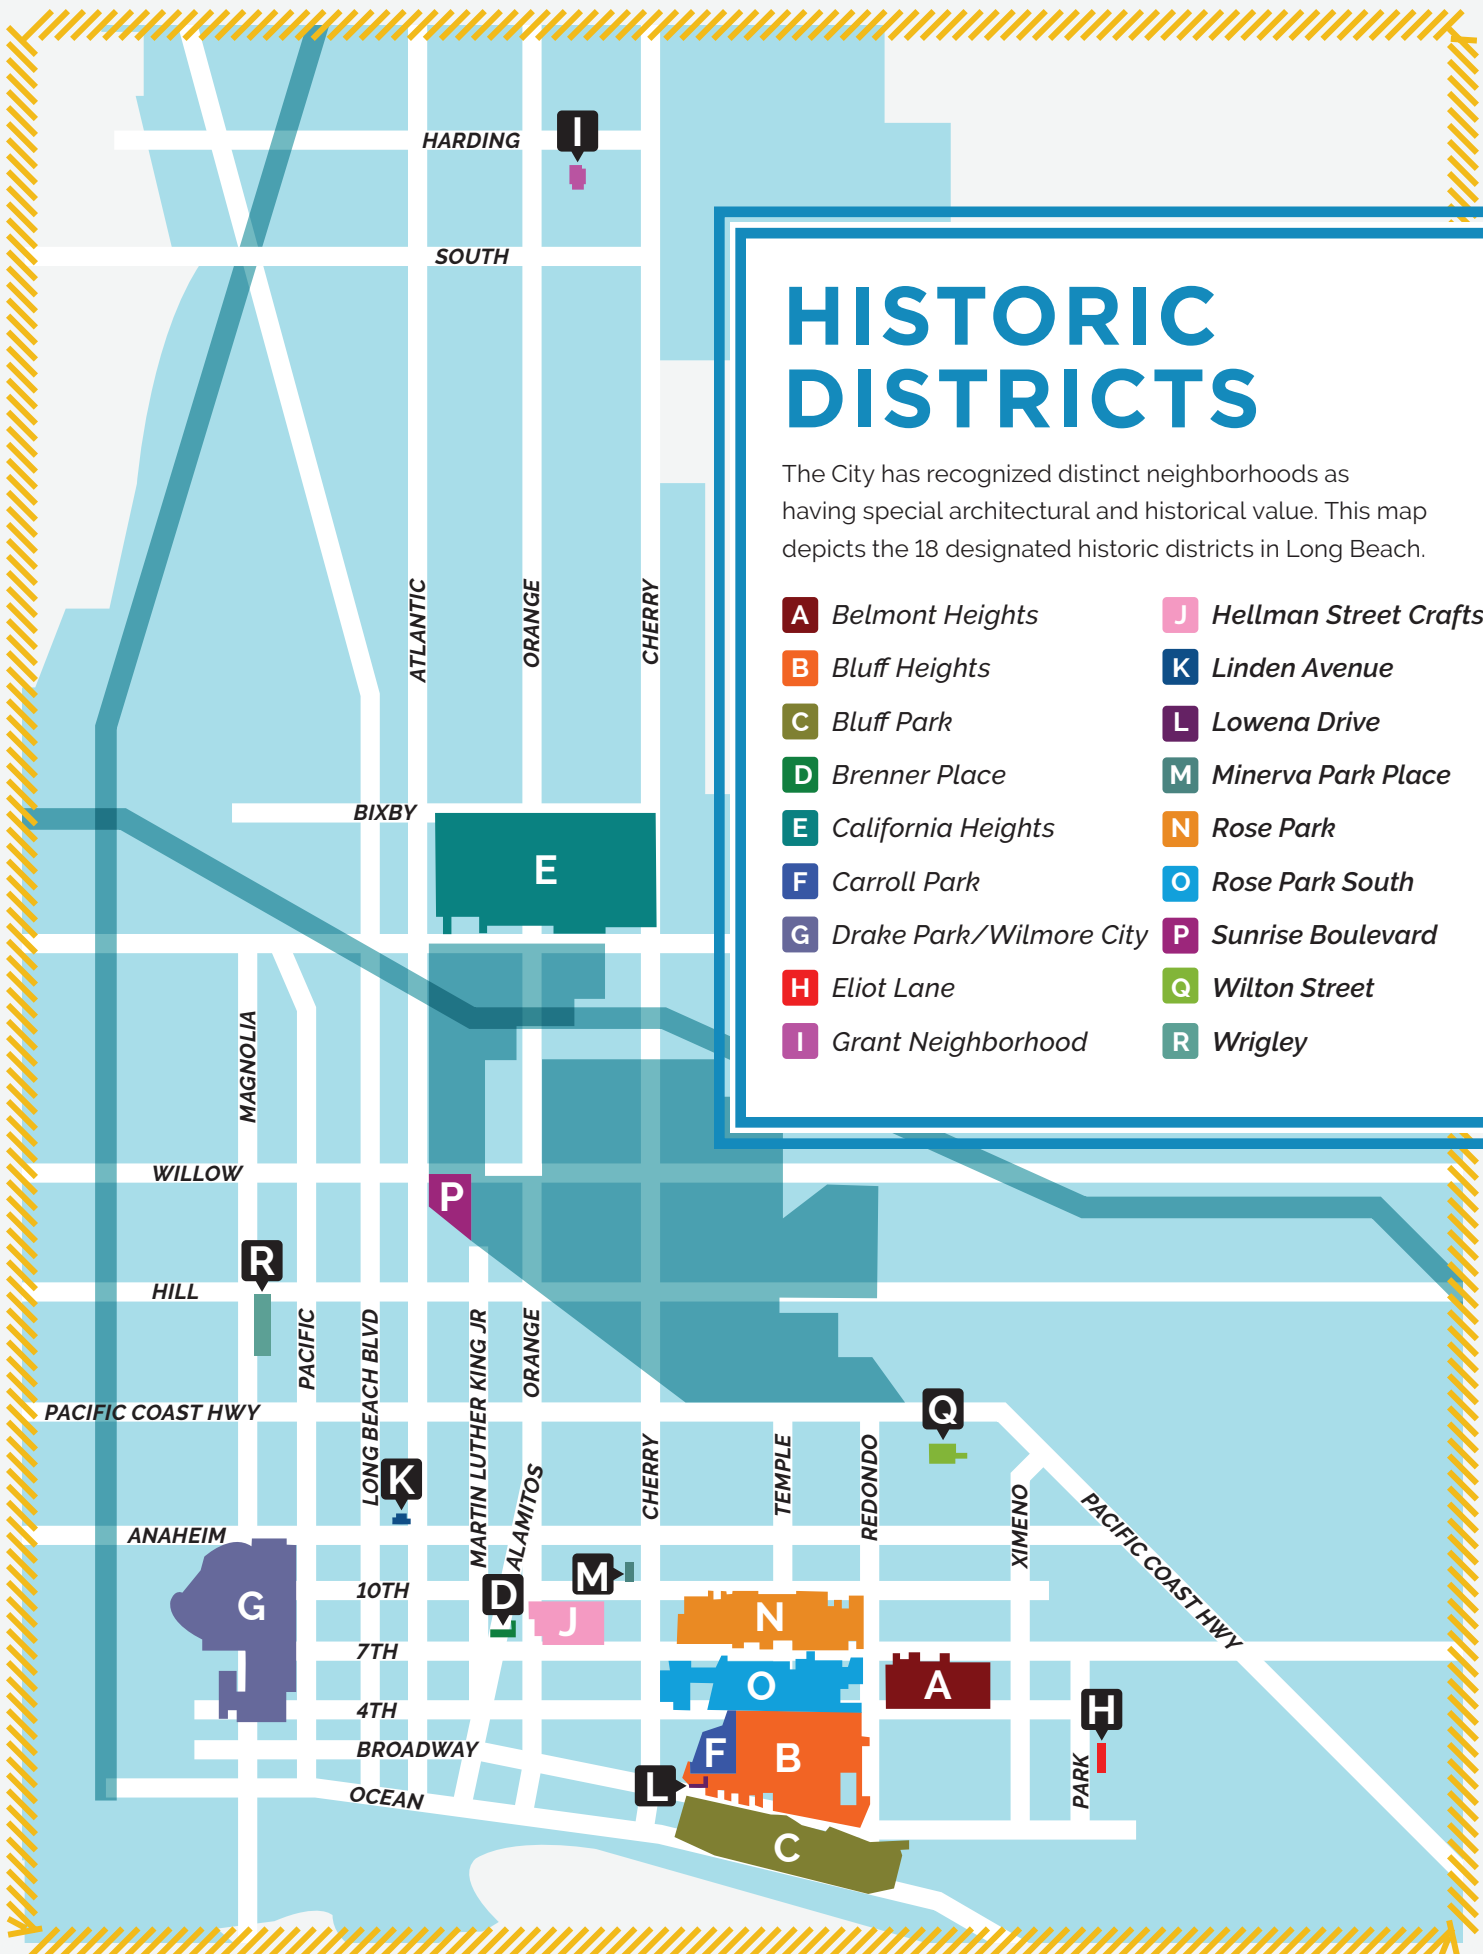 HARDING
I
SOUTH
HISTORIC
DISTRICTS
The City has recognized distinct neighborhoods as
having special architectural and historical value. This map
depicts the 18 designated historic districts in Long Beach.
A Belmont Heights
B Bluff Heights
C Bluff Park
D Brenner Place
E California Heights
F Carroll Park
G Drake Park/Wilmore City
H Eliot Lane
I Grant Neighborhood
J Hellman Street Crafts
K Linden Avenue
L Lowena Drive
M Minerva Park Place
N Rose Park
O Rose Park South
P Sunrise Boulevard
Q Wilton Street
R Wrigley
ATLANTIC
ORANGE
CHERRY
BIXBY
E
MAGNOLIA
WILLOW
P
R
HILL
PACIFIC
LONG BEACH BLVD
MARTIN LUTHER KING JR
ORANGE
PACIFIC COAST HWY
Q
K
ALAMITOS
CHERRY
TEMPLE
REDONDO
XIMENO
PACIFIC COAST HWY
ANAHEIM
M
10TH
D
G
J
N
7TH
O
A
4TH
H
BROADWAY
F
B
PARK
L
OCEAN
C